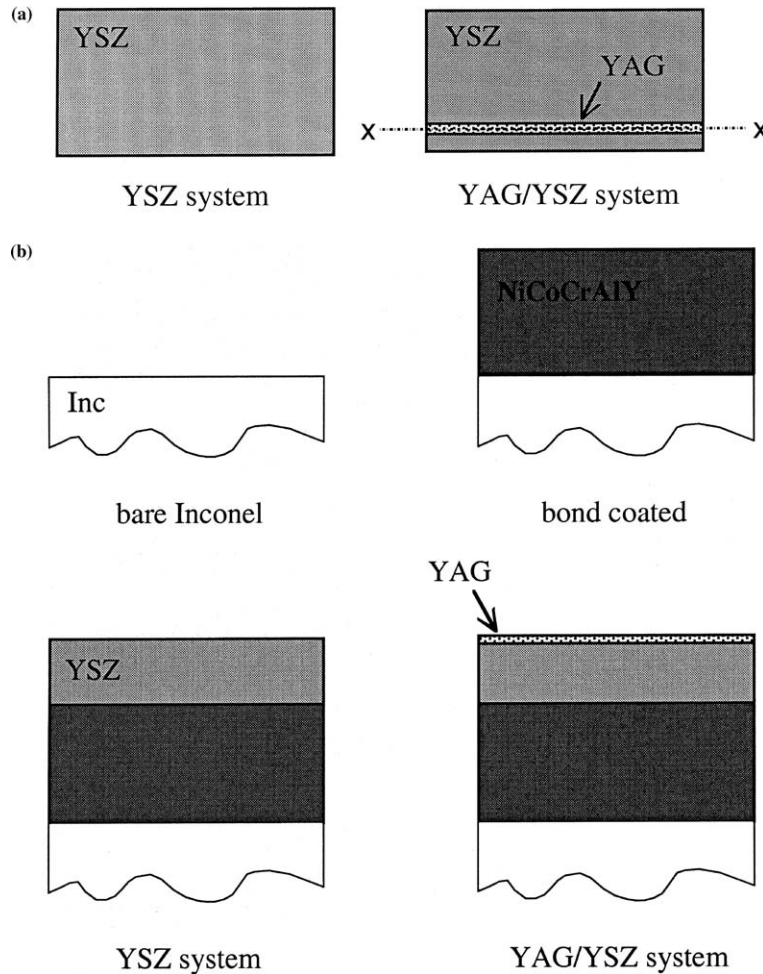 (a)
YSZ
YSZ
YAG
X
X
YSZ system
YAG/YSZ system
(b)
NiCoCrAlY
Inc
bare Inconel
bond coated
YAG
YSZ
YSZ system
YAG/YSZ system